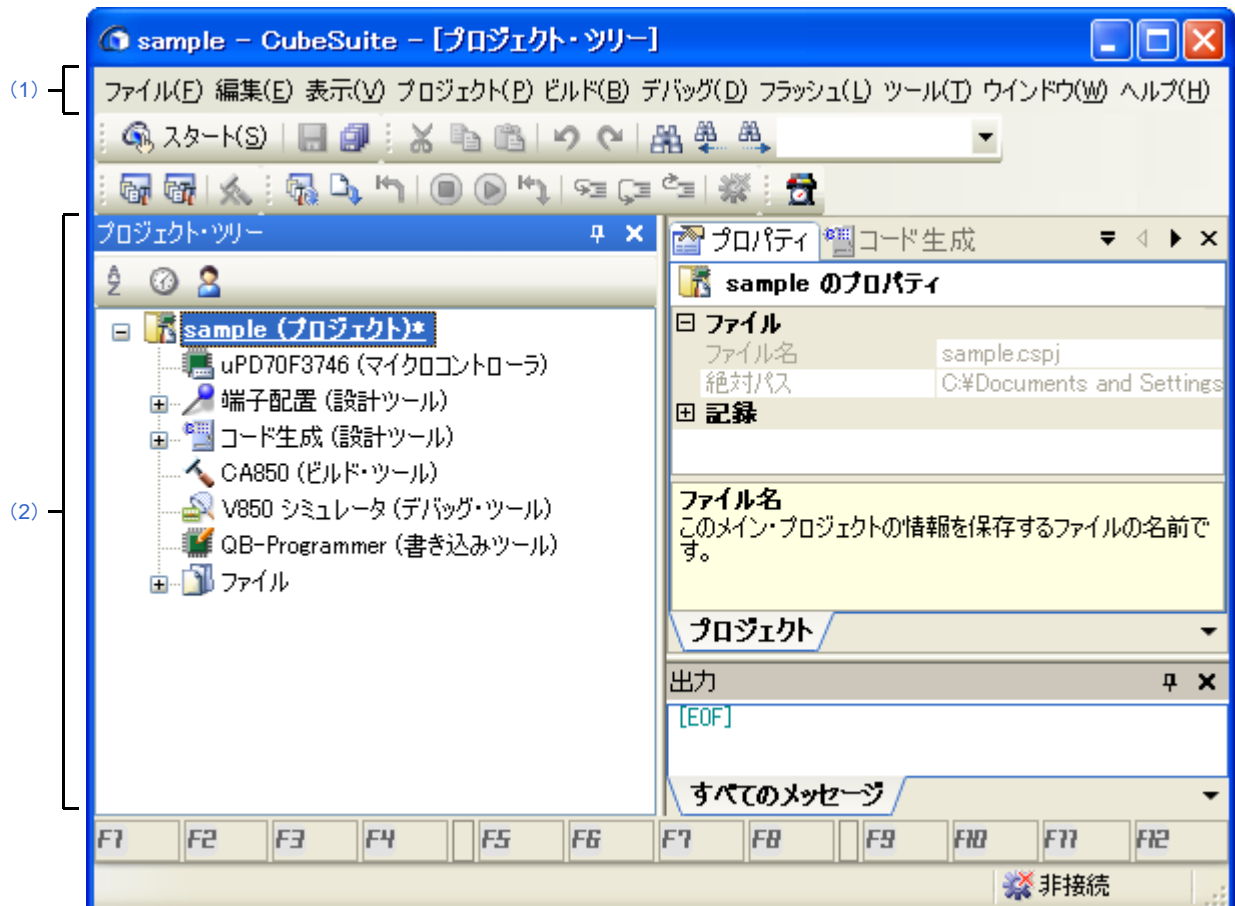 sample - CubeSuite - [プロジェクト・ツリー]
(1)
ファイル(F) 編集(E) 表示(V) プロジェクト(P) ビルド(B) デバッグ(D) フラッシュ(L) ツール(T) ウインドウ(W) ヘルプ(H)
スタート(S)
(2)
プロジェクト・ツリー
sample (プロジェクト)*
uPD70F3746 (マイクロコントローラ)
端子配置 (設計ツール)
コード生成 (設計ツール)
CA850 (ビルド・ツール)
V850 シミュレータ (デバッグ・ツール)
QB-Programmer (書き込みツール)
ファイル
プロパティ コード生成
sample のプロパティ
ファイル
ファイル名 sample.cspj
絶対パス C:¥Documents and Settings
記録
ファイル名
このメイン・プロジェクトの情報を保存するファイルの名前で
す。
プロジェクト
出力
[EOF]
すべてのメッセージ
F1 F2 F3 F4 F5 F6 F7 F8 F9 F10 F11 F12
非接続